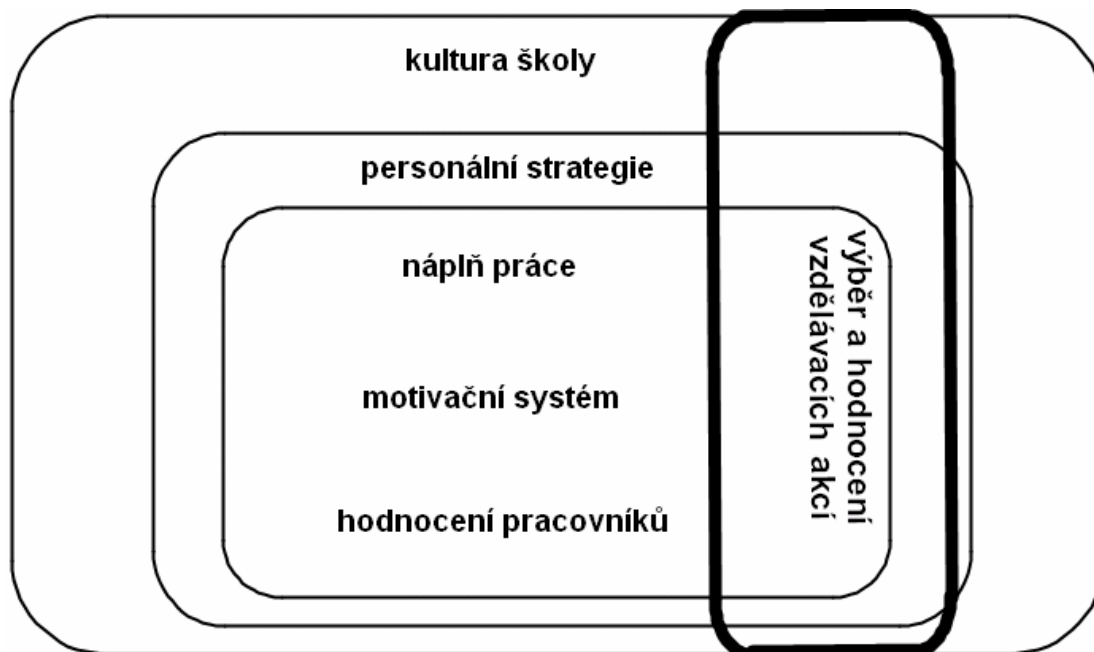 kultura školy
personální strategie
náplň práce
motivační systém
hodnocení pracovníků
výběr a hodnocení
vzdělávacích akcí